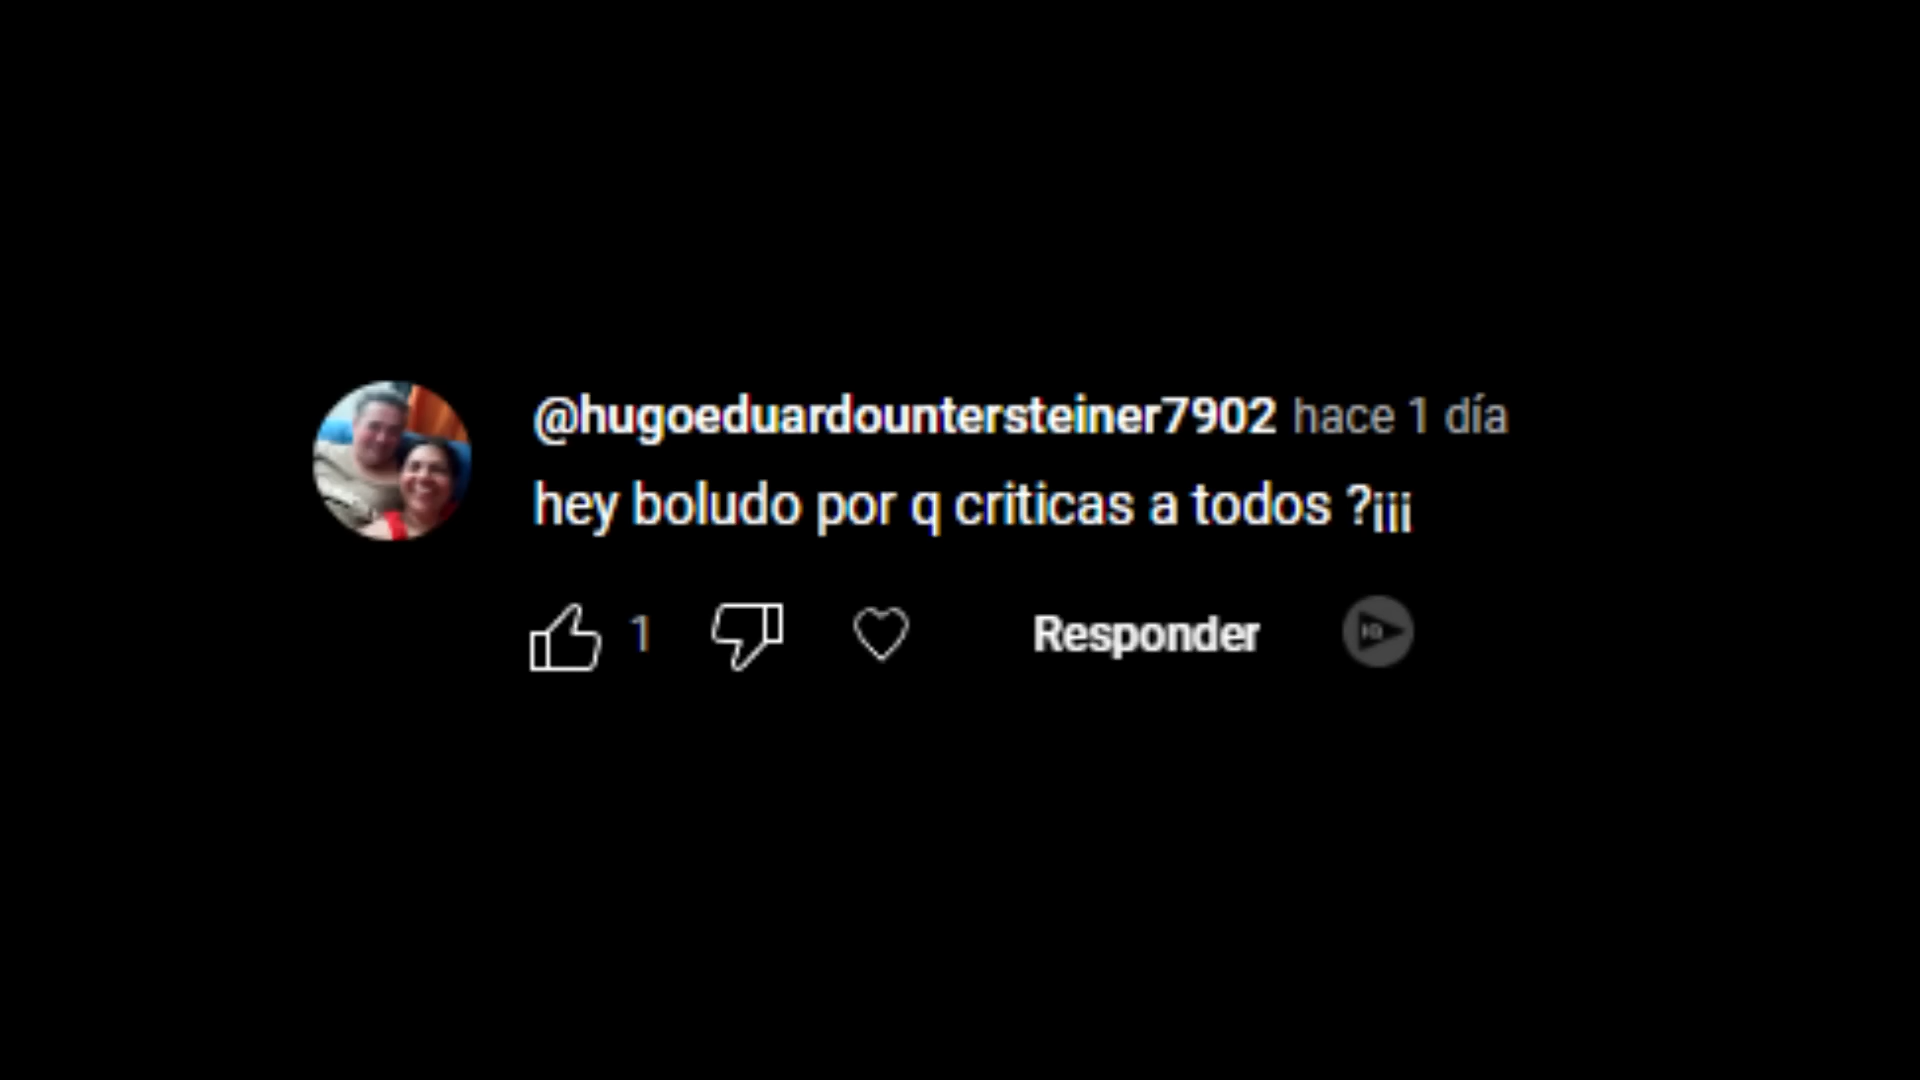 @hugoeduardountersteiner7902 hace 1 día
hey boludo por q criticas a todos ?¡¡¡
1 Responder